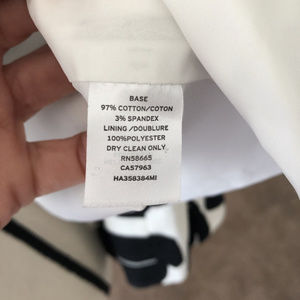 BASE
97% COTTON/COTON
3% SPANDEX
LINING / DOUBLURE
100%POLYESTER
DRY CLEAN ONLY
RN58665
CA57963
HA358384MI